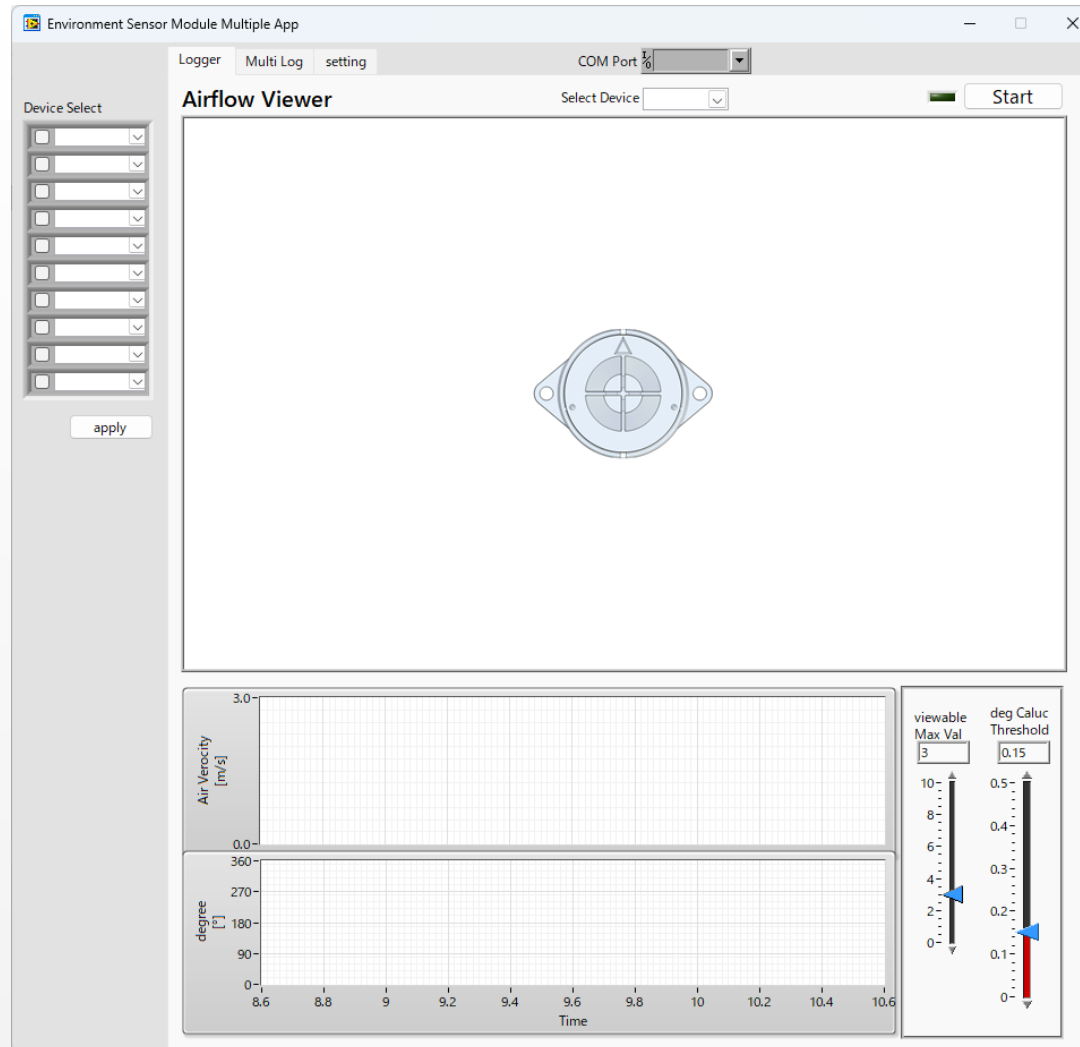 Environment Sensor Module Multiple App
Logger
Multi Log
setting
COM Port
I/O
Device Select
Airflow Viewer
Select Device
Start
apply
3.0
Air Verocity
[m/s]
0.0
360
270
degree
[°]
180
90
0
8.6
8.8
9
9.2
9.4
9.6
9.8
10
10.2
10.4
10.6
Time
viewable
Max Val
3
10
8
6
4
2
0
deg Caluc
Threshold
0.15
0.5
0.4
0.3
0.2
0.1
0